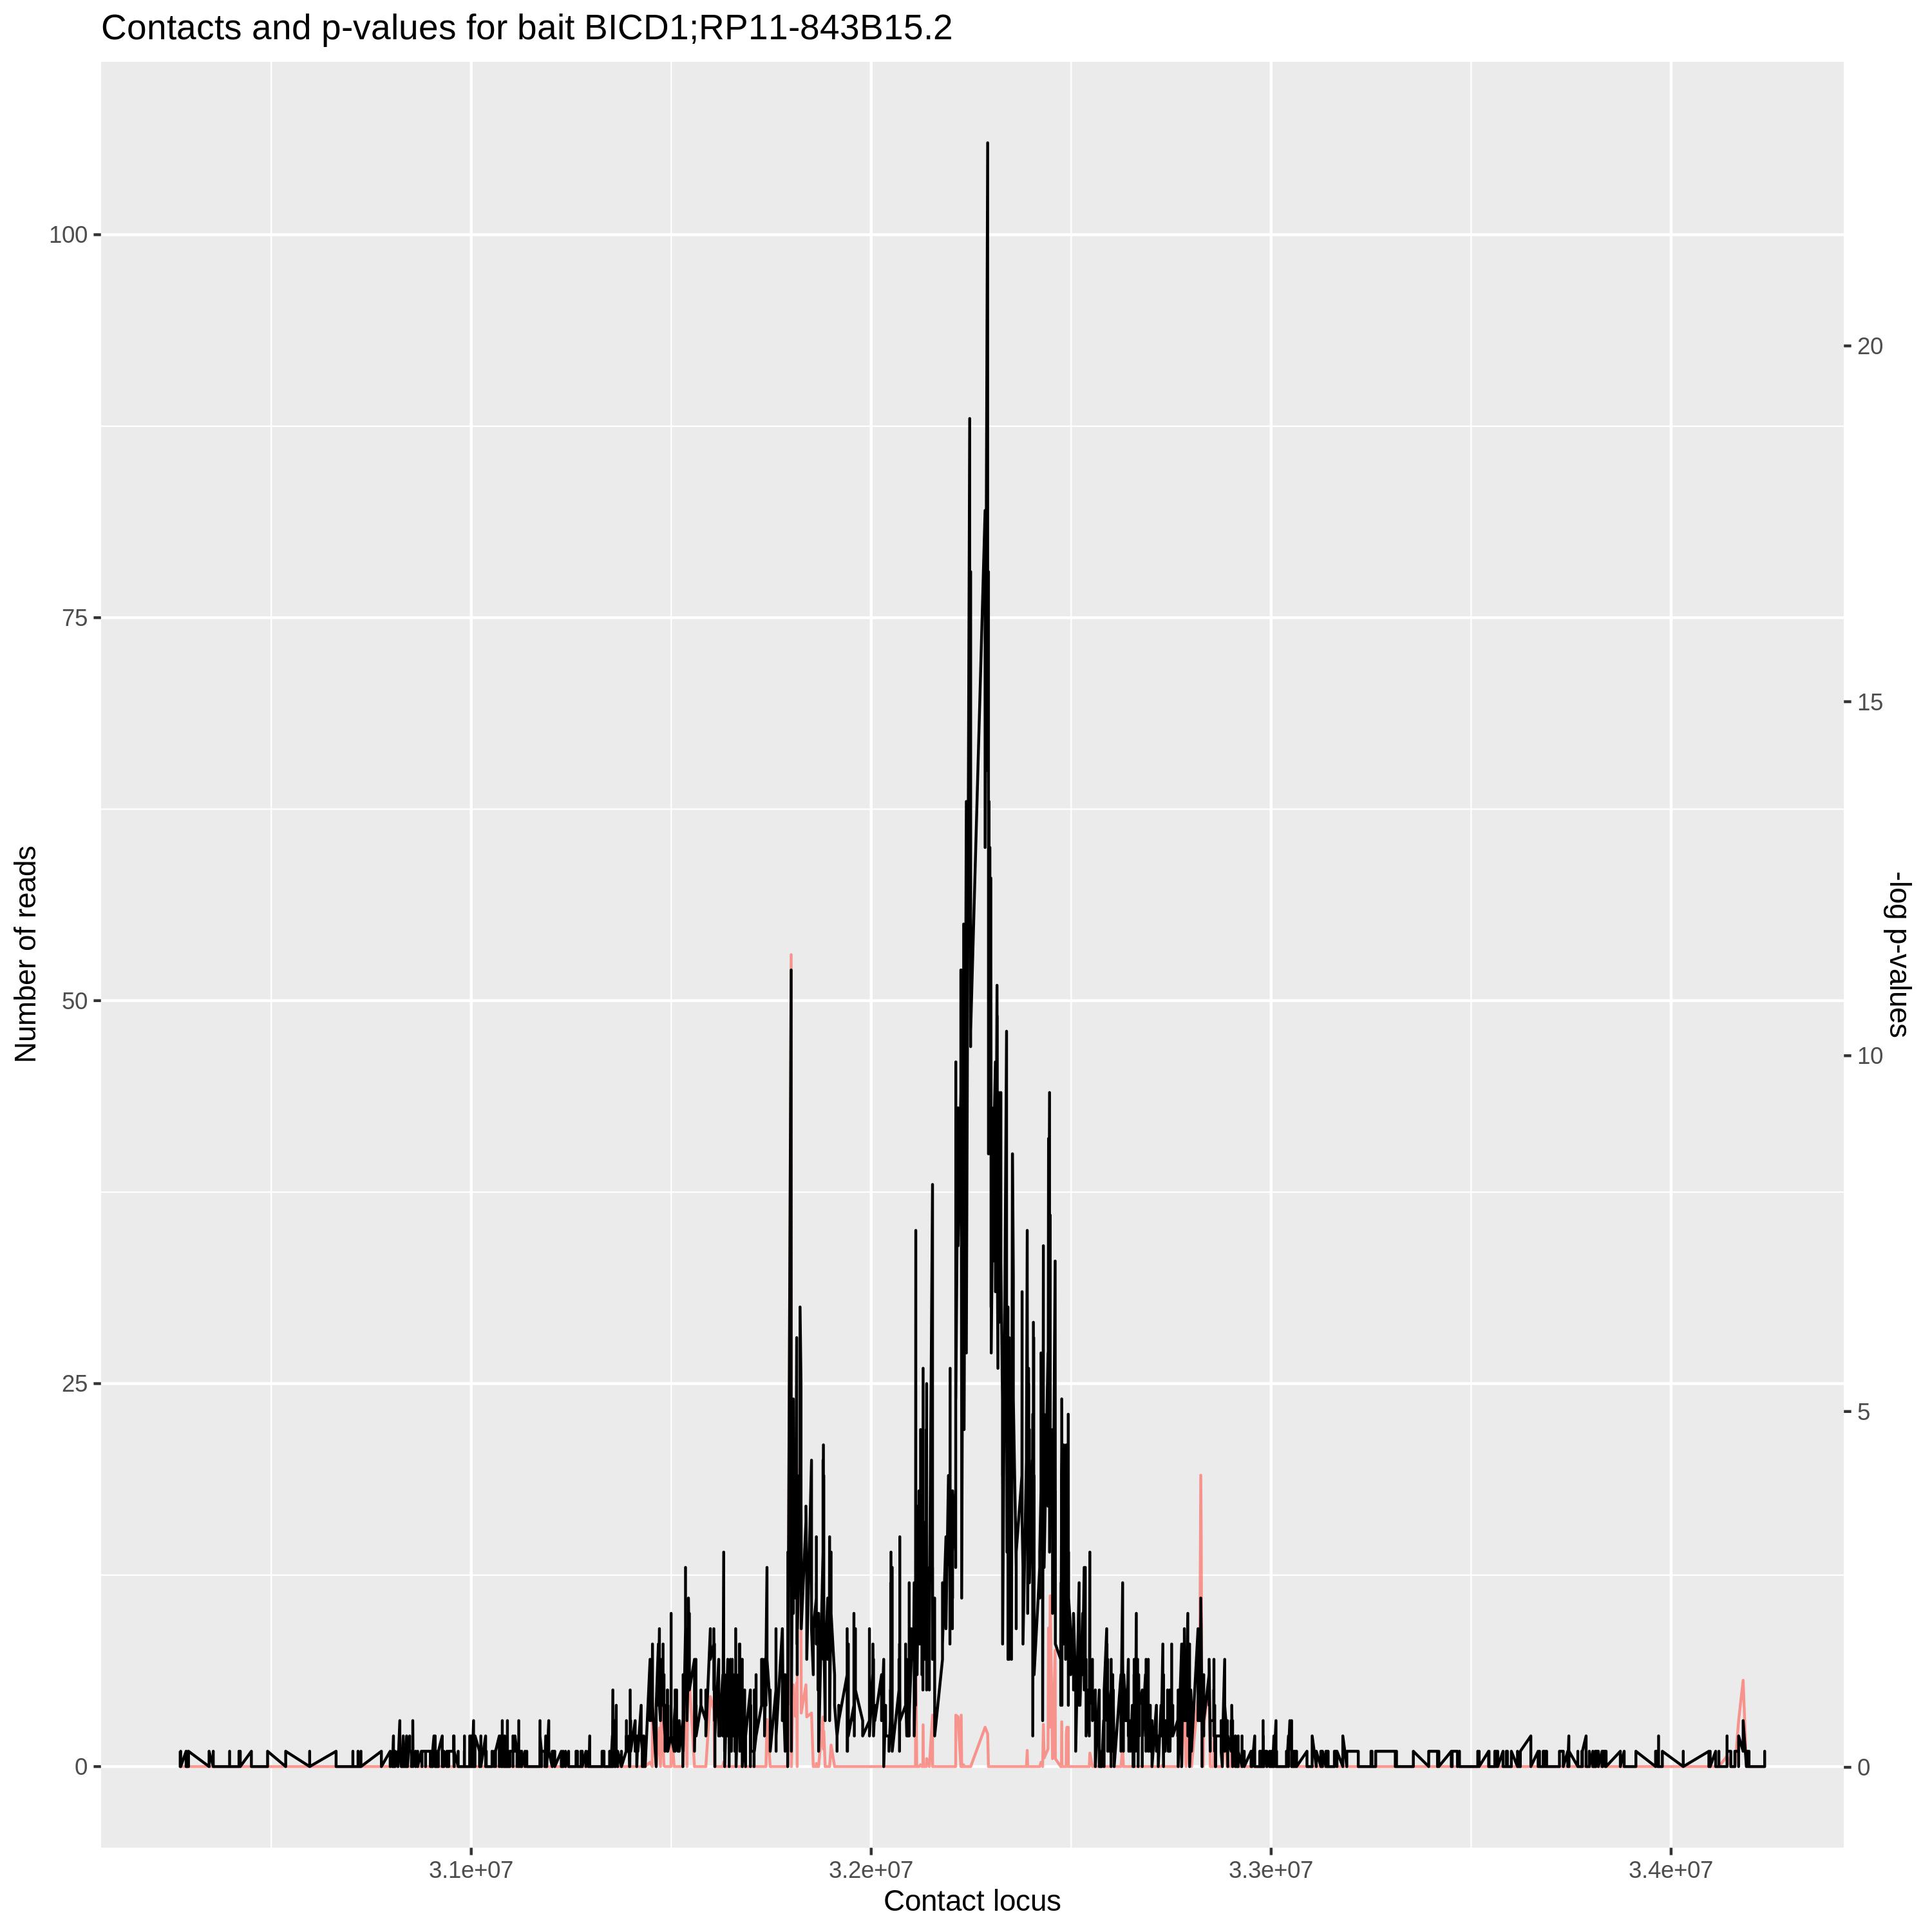 Contacts and p-values for bait BICD1;RP11-843B15.2
100
75
50
25
0
Number of reads
20
15
10
5
0
-log p-values
3.1e+07
3.2e+07
3.3e+07
3.4e+07
Contact locus